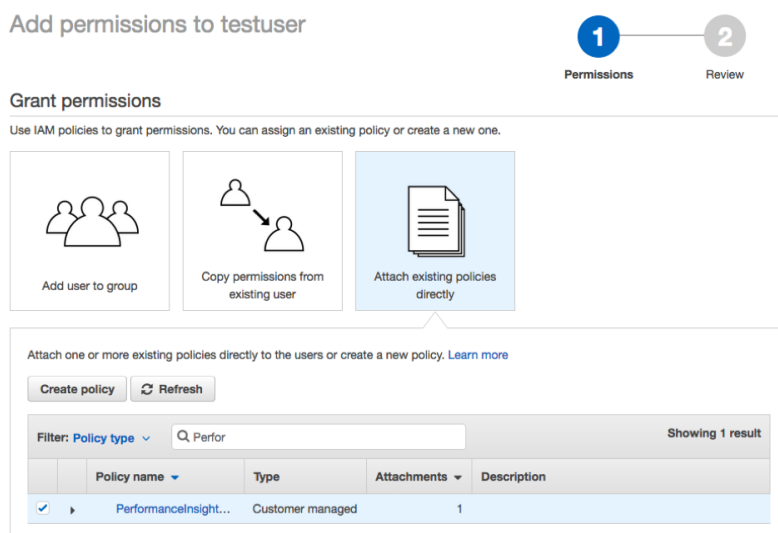 Add permissions to testuser
1
2
Permissions
Review
Grant permissions
Use IAM policies to grant permissions. You can assign an existing policy or create a new one.
Add user to group
Copy permissions from
existing user
Attach existing policies
directly
Attach one or more existing policies directly to the users or create a new policy. Learn more
Create policy
Refresh
Filter: Policy type
Perfor
Showing 1 result
Policy name
Type
Attachments
Description
PerformanceInsight...
Customer managed
1